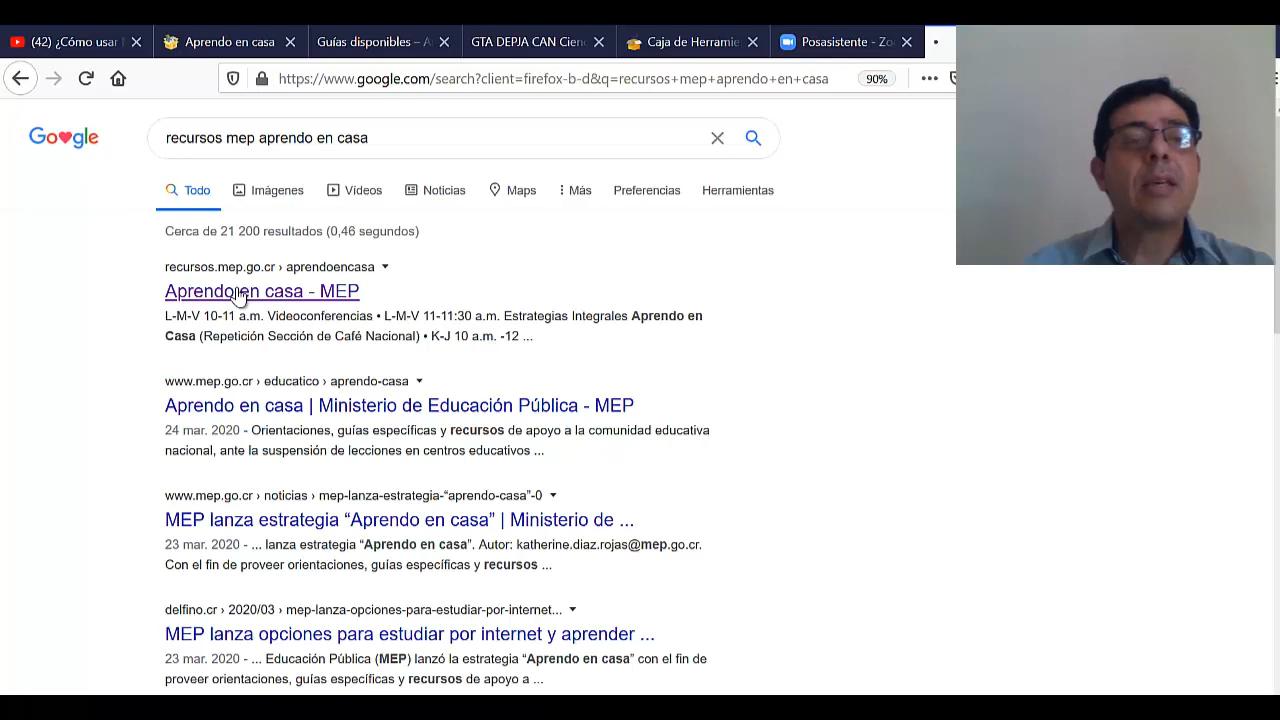 (42) ¿Cómo usar
Aprendo en casa
Guías disponibles – A
GTA DEPJA CAN Cien
Caja de Herramie
Posasistente - Zo
https://www.google.com/search?client=firefox-b-d&q=recursos+mep+aprendo+en+casa
90%
Google
recursos mep aprendo en casa
Todo
Imágenes
Vídeos
Noticias
Maps
Más
Preferencias
Herramientas
Cerca de 21 200 resultados (0,46 segundos)
recursos.mep.go.cr › aprendoencasa
Aprendo en casa - MEP
L-M-V 10-11 a.m. Videoconferencias • L-M-V 11-11:30 a.m. Estrategias Integrales Aprendo en
Casa (Repetición Sección de Café Nacional) • K-J 10 a.m. -12 ...
www.mep.go.cr › educatico › aprendo-casa
Aprendo en casa | Ministerio de Educación Pública - MEP
24 mar. 2020 - Orientaciones, guías específicas y recursos de apoyo a la comunidad educativa
nacional, ante la suspensión de lecciones en centros educativos ...
www.mep.go.cr › noticias › mep-lanza-estrategia-“aprendo-casa”-0
MEP lanza estrategia “Aprendo en casa” | Ministerio de ...
23 mar. 2020 - ... lanza estrategia “Aprendo en casa”. Autor: katherine.diaz.rojas@mep.go.cr.
Con el fin de proveer orientaciones, guías específicas y recursos ...
delfino.cr › 2020/03 › mep-lanza-opciones-para-estudiar-por-internet...
MEP lanza opciones para estudiar por internet y aprender ...
23 mar. 2020 - ... Educación Pública (MEP) lanzó la estrategia “Aprendo en casa” con el fin de
proveer orientaciones, guías específicas y recursos de apoyo a ...